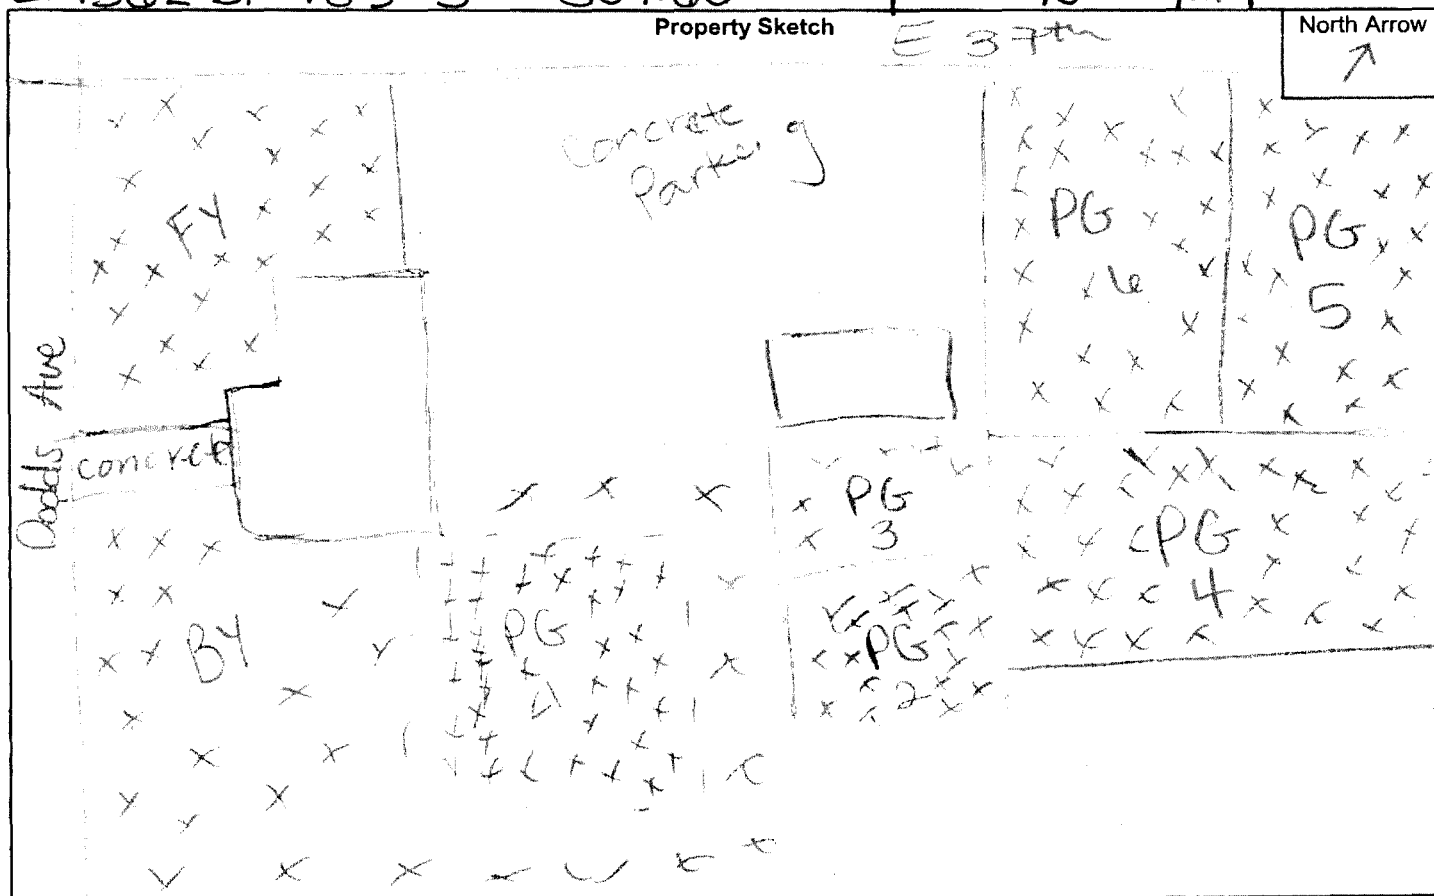 Property Sketch
E 37th
North Arrow
Concrete
Parking
FY
PG
6
PG
5
Dodds Ave
concrete
PG
3
PG
4
BY
PG
PG
2